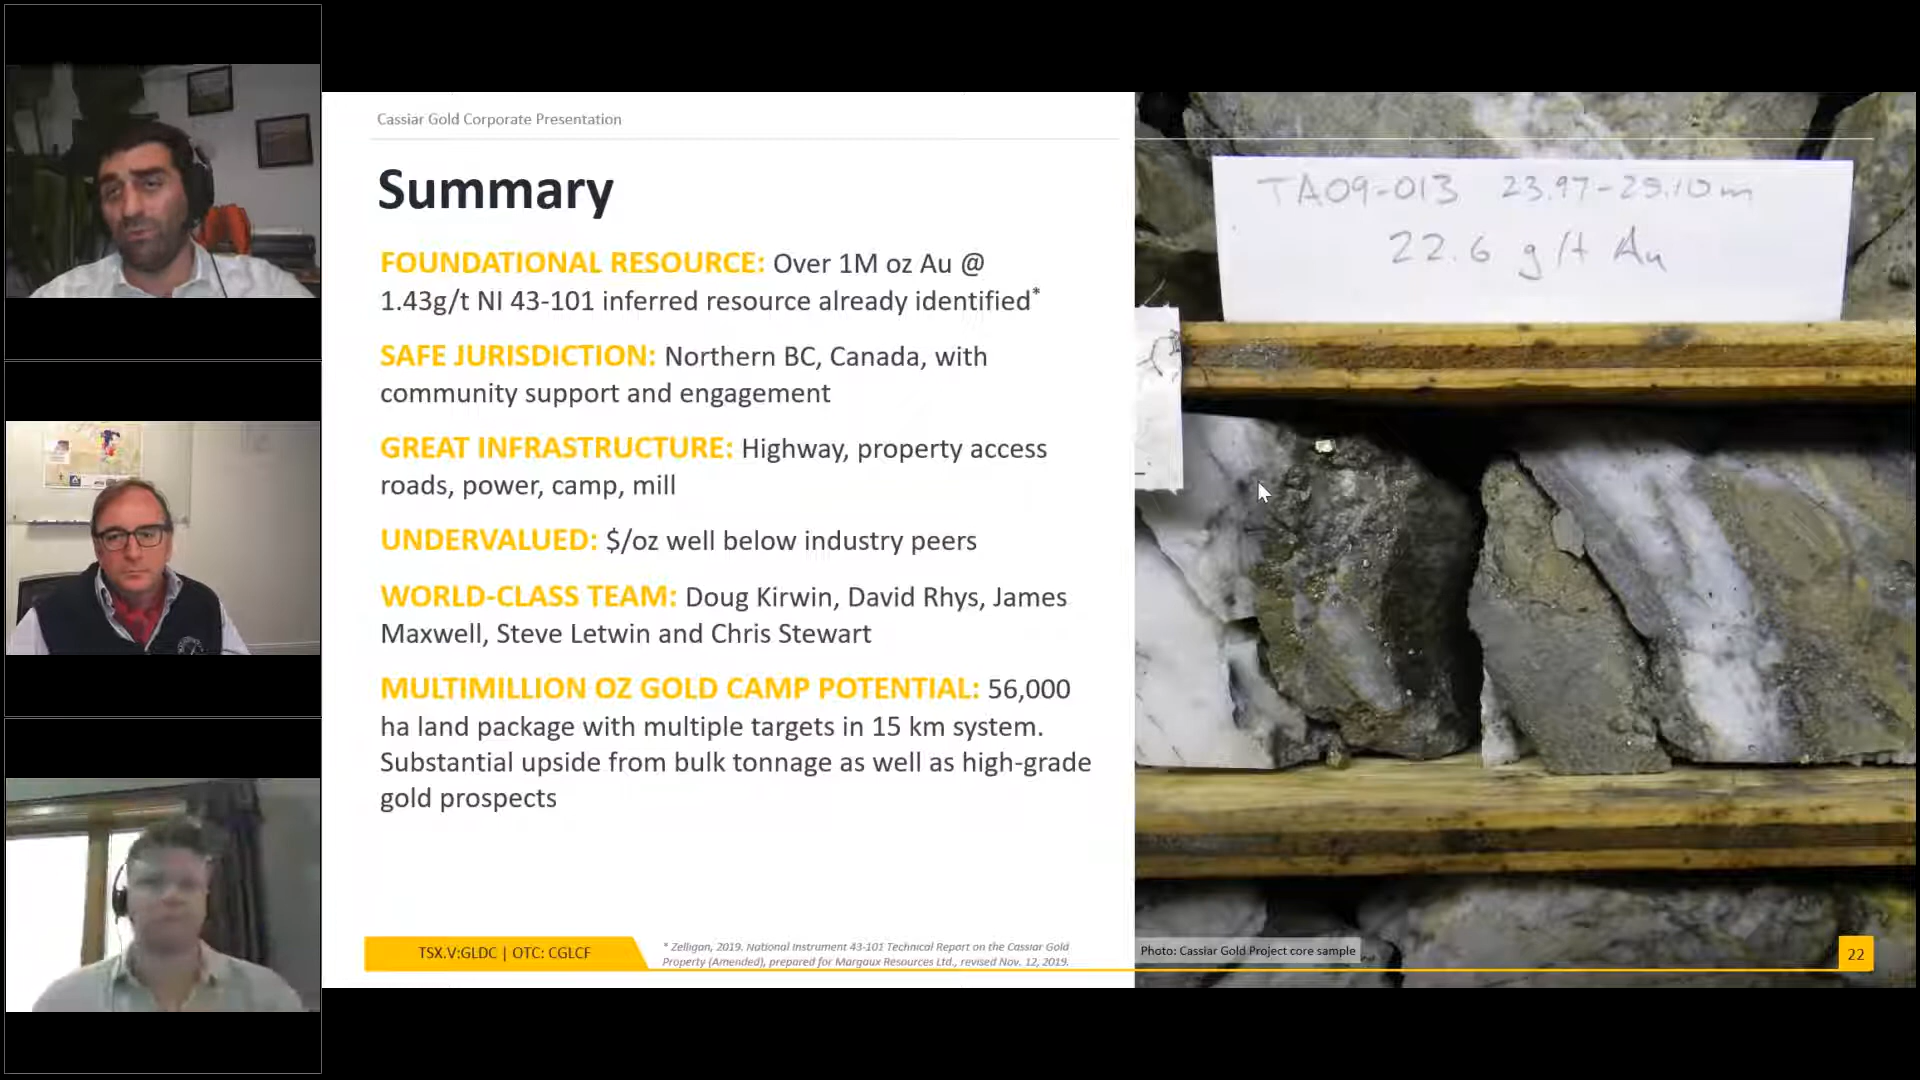 Cassiar Gold Corporate Presentation
Summary
FOUNDATIONAL RESOURCE: Over 1M oz Au @
1.43g/t NI 43-101 inferred resource already identified*
SAFE JURISDICTION: Northern BC, Canada, with
community support and engagement
GREAT INFRASTRUCTURE: Highway, property access
roads, power, camp, mill
UNDERVALUED: $/oz well below industry peers
WORLD-CLASS TEAM: Doug Kirwin, David Rhys, James
Maxwell, Steve Letwin and Chris Stewart
MULTIMILLION OZ GOLD CAMP POTENTIAL: 56,000
ha land package with multiple targets in 15 km system.
Substantial upside from bulk tonnage as well as high-grade
gold prospects
TSX.V:GLDC | OTC: CGLCF
* Zelligan, 2019. National Instrument 43-101 Technical Report on the Cassiar Gold
Property (Amended), prepared for Margaux Resources Ltd., revised Nov. 12, 2019.
TA09-013 23.97-25.10m
22.6 g/t Au
Photo: Cassiar Gold Project core sample
22